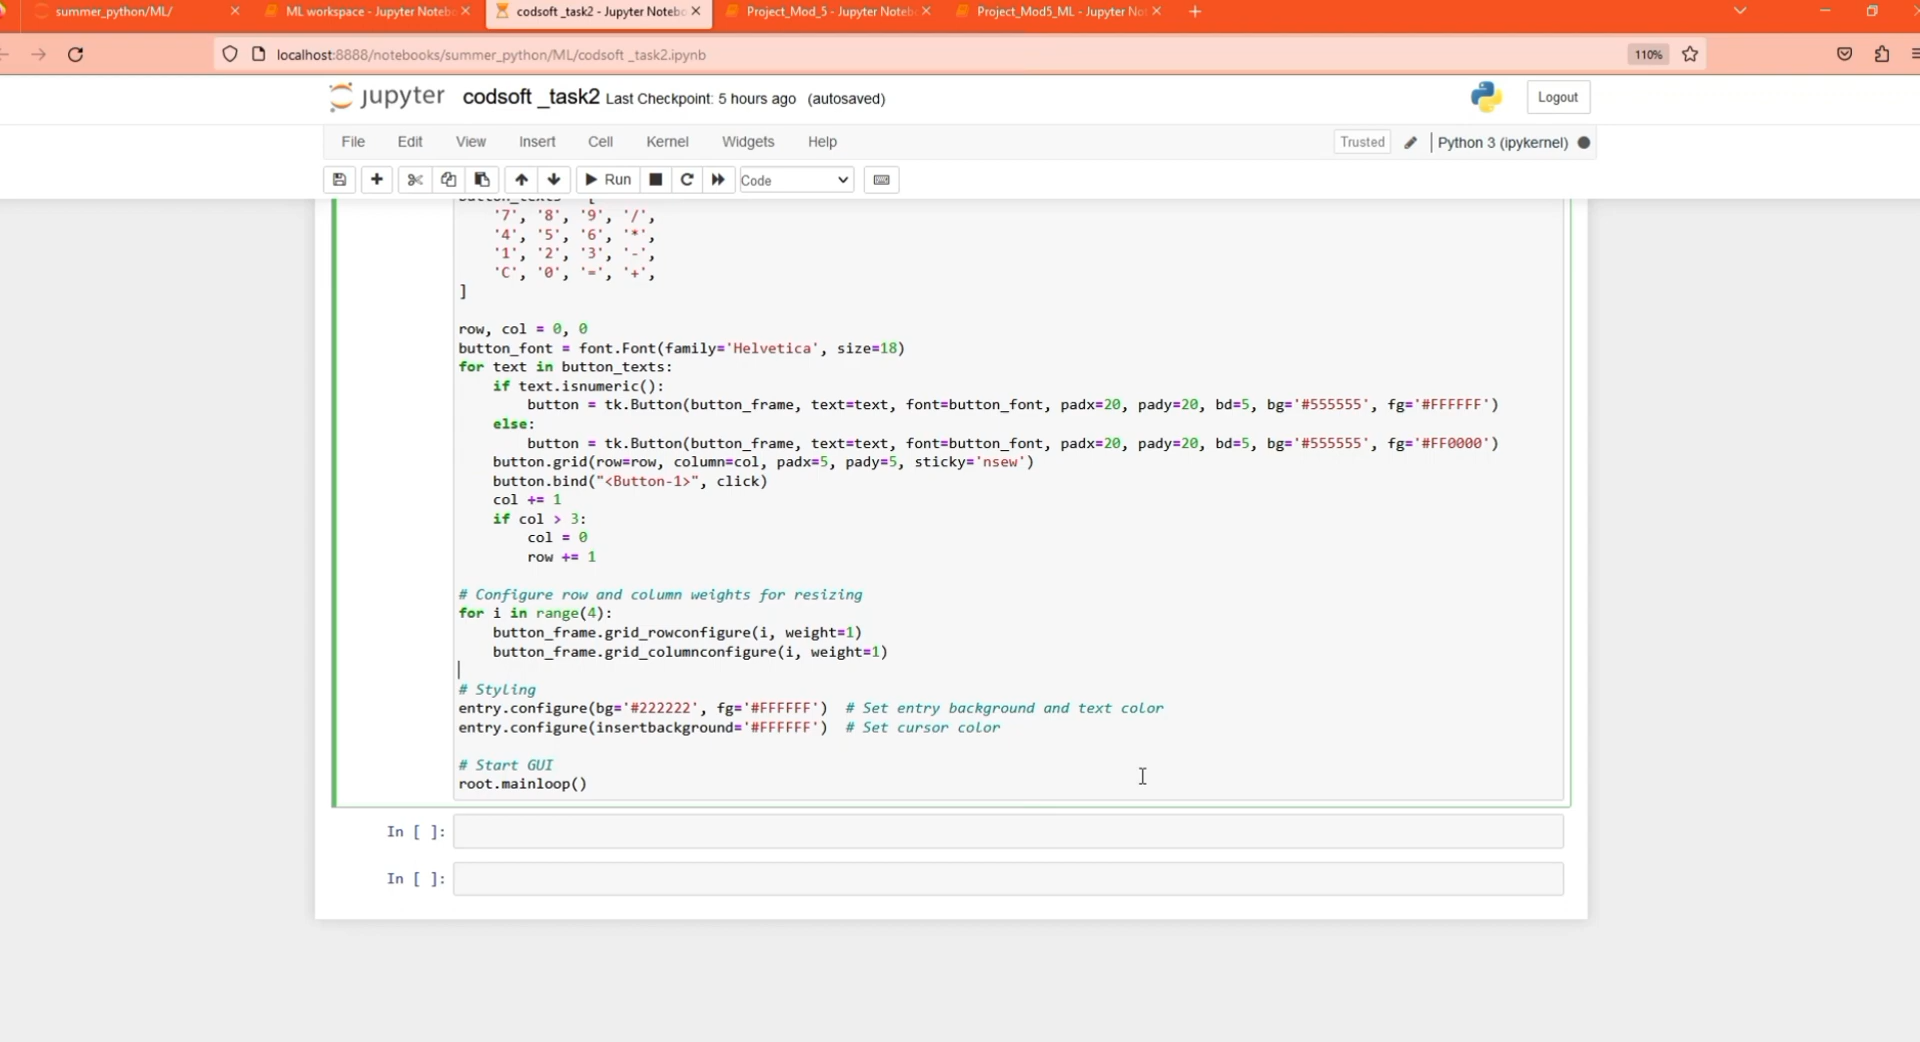 summer_python/ML/
ML workspace - Jupyter Notebo
codsoft _task2 - Jupyter Notebo
Project_Mod_5 - Jupyter Notebo
Project_Mod5_ML - Jupyter Not
localhost:8888/notebooks/summer_python/ML/codsoft _task2.ipynb
110%
jupyter codsoft _task2 Last Checkpoint: 5 hours ago (autosaved)
Logout
File Edit View Insert Cell Kernel Widgets Help
Trusted Python 3 (ipykernel)
Run Code
button_texts = [
    '7', '8', '9', '/',
    '4', '5', '6', '*',
    '1', '2', '3', '-',
    'C', '0', '=', '+',
]
row, col = 0, 0
button_font = font.Font(family='Helvetica', size=18)
for text in button_texts:
    if text.isnumeric():
        button = tk.Button(button_frame, text=text, font=button_font, padx=20, pady=20, bd=5, bg='#555555', fg='#FFFFFF')
    else:
        button = tk.Button(button_frame, text=text, font=button_font, padx=20, pady=20, bd=5, bg='#555555', fg='#FF0000')
    button.grid(row=row, column=col, padx=5, pady=5, sticky='nsew')
    button.bind("<Button-1>", click)
    col += 1
    if col > 3:
        col = 0
        row += 1
# Configure row and column weights for resizing
for i in range(4):
    button_frame.grid_rowconfigure(i, weight=1)
    button_frame.grid_columnconfigure(i, weight=1)
# Styling
entry.configure(bg='#222222', fg='#FFFFFF')  # Set entry background and text color
entry.configure(insertbackground='#FFFFFF')  # Set cursor color
# Start GUI
root.mainloop()
In [ ]:
In [ ]: